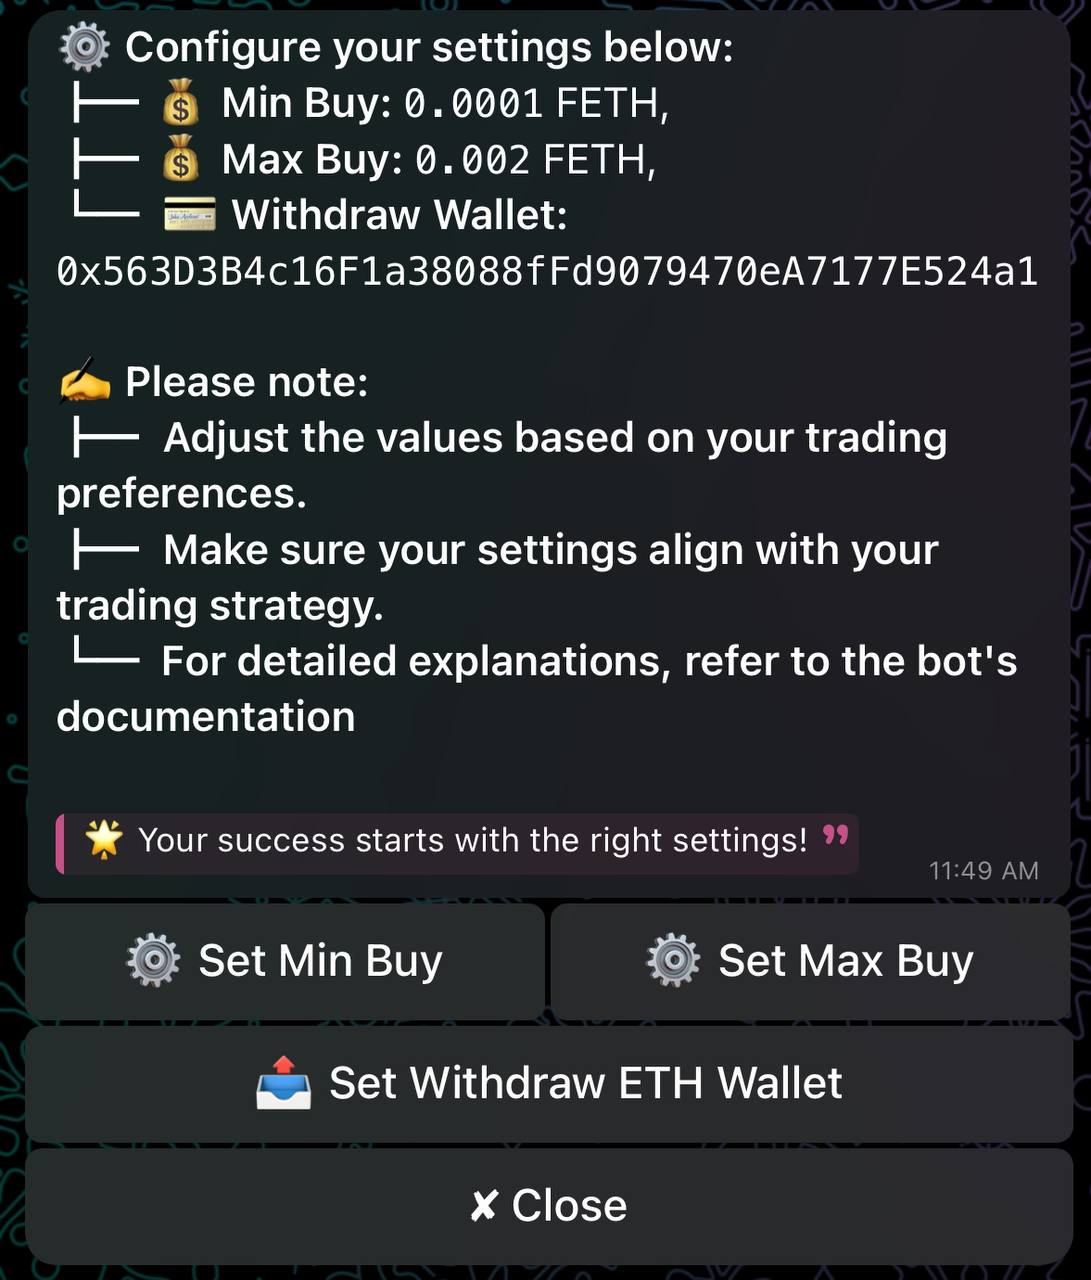 ⚙️ Configure your settings below:
├── 💰 Min Buy: 0.0001 FETH,
├── 💰 Max Buy: 0.002 FETH,
└── 💳 Withdraw Wallet:
0x563D3B4c16F1a38088fFd9079470eA7177E524a1
✍️ Please note:
├── Adjust the values based on your trading
preferences.
├── Make sure your settings align with your
trading strategy.
└── For detailed explanations, refer to the bot's
documentation
🌟 Your success starts with the right settings! ”
11:49 AM
⚙️ Set Min Buy
⚙️ Set Max Buy
📤 Set Withdraw ETH Wallet
✘ Close